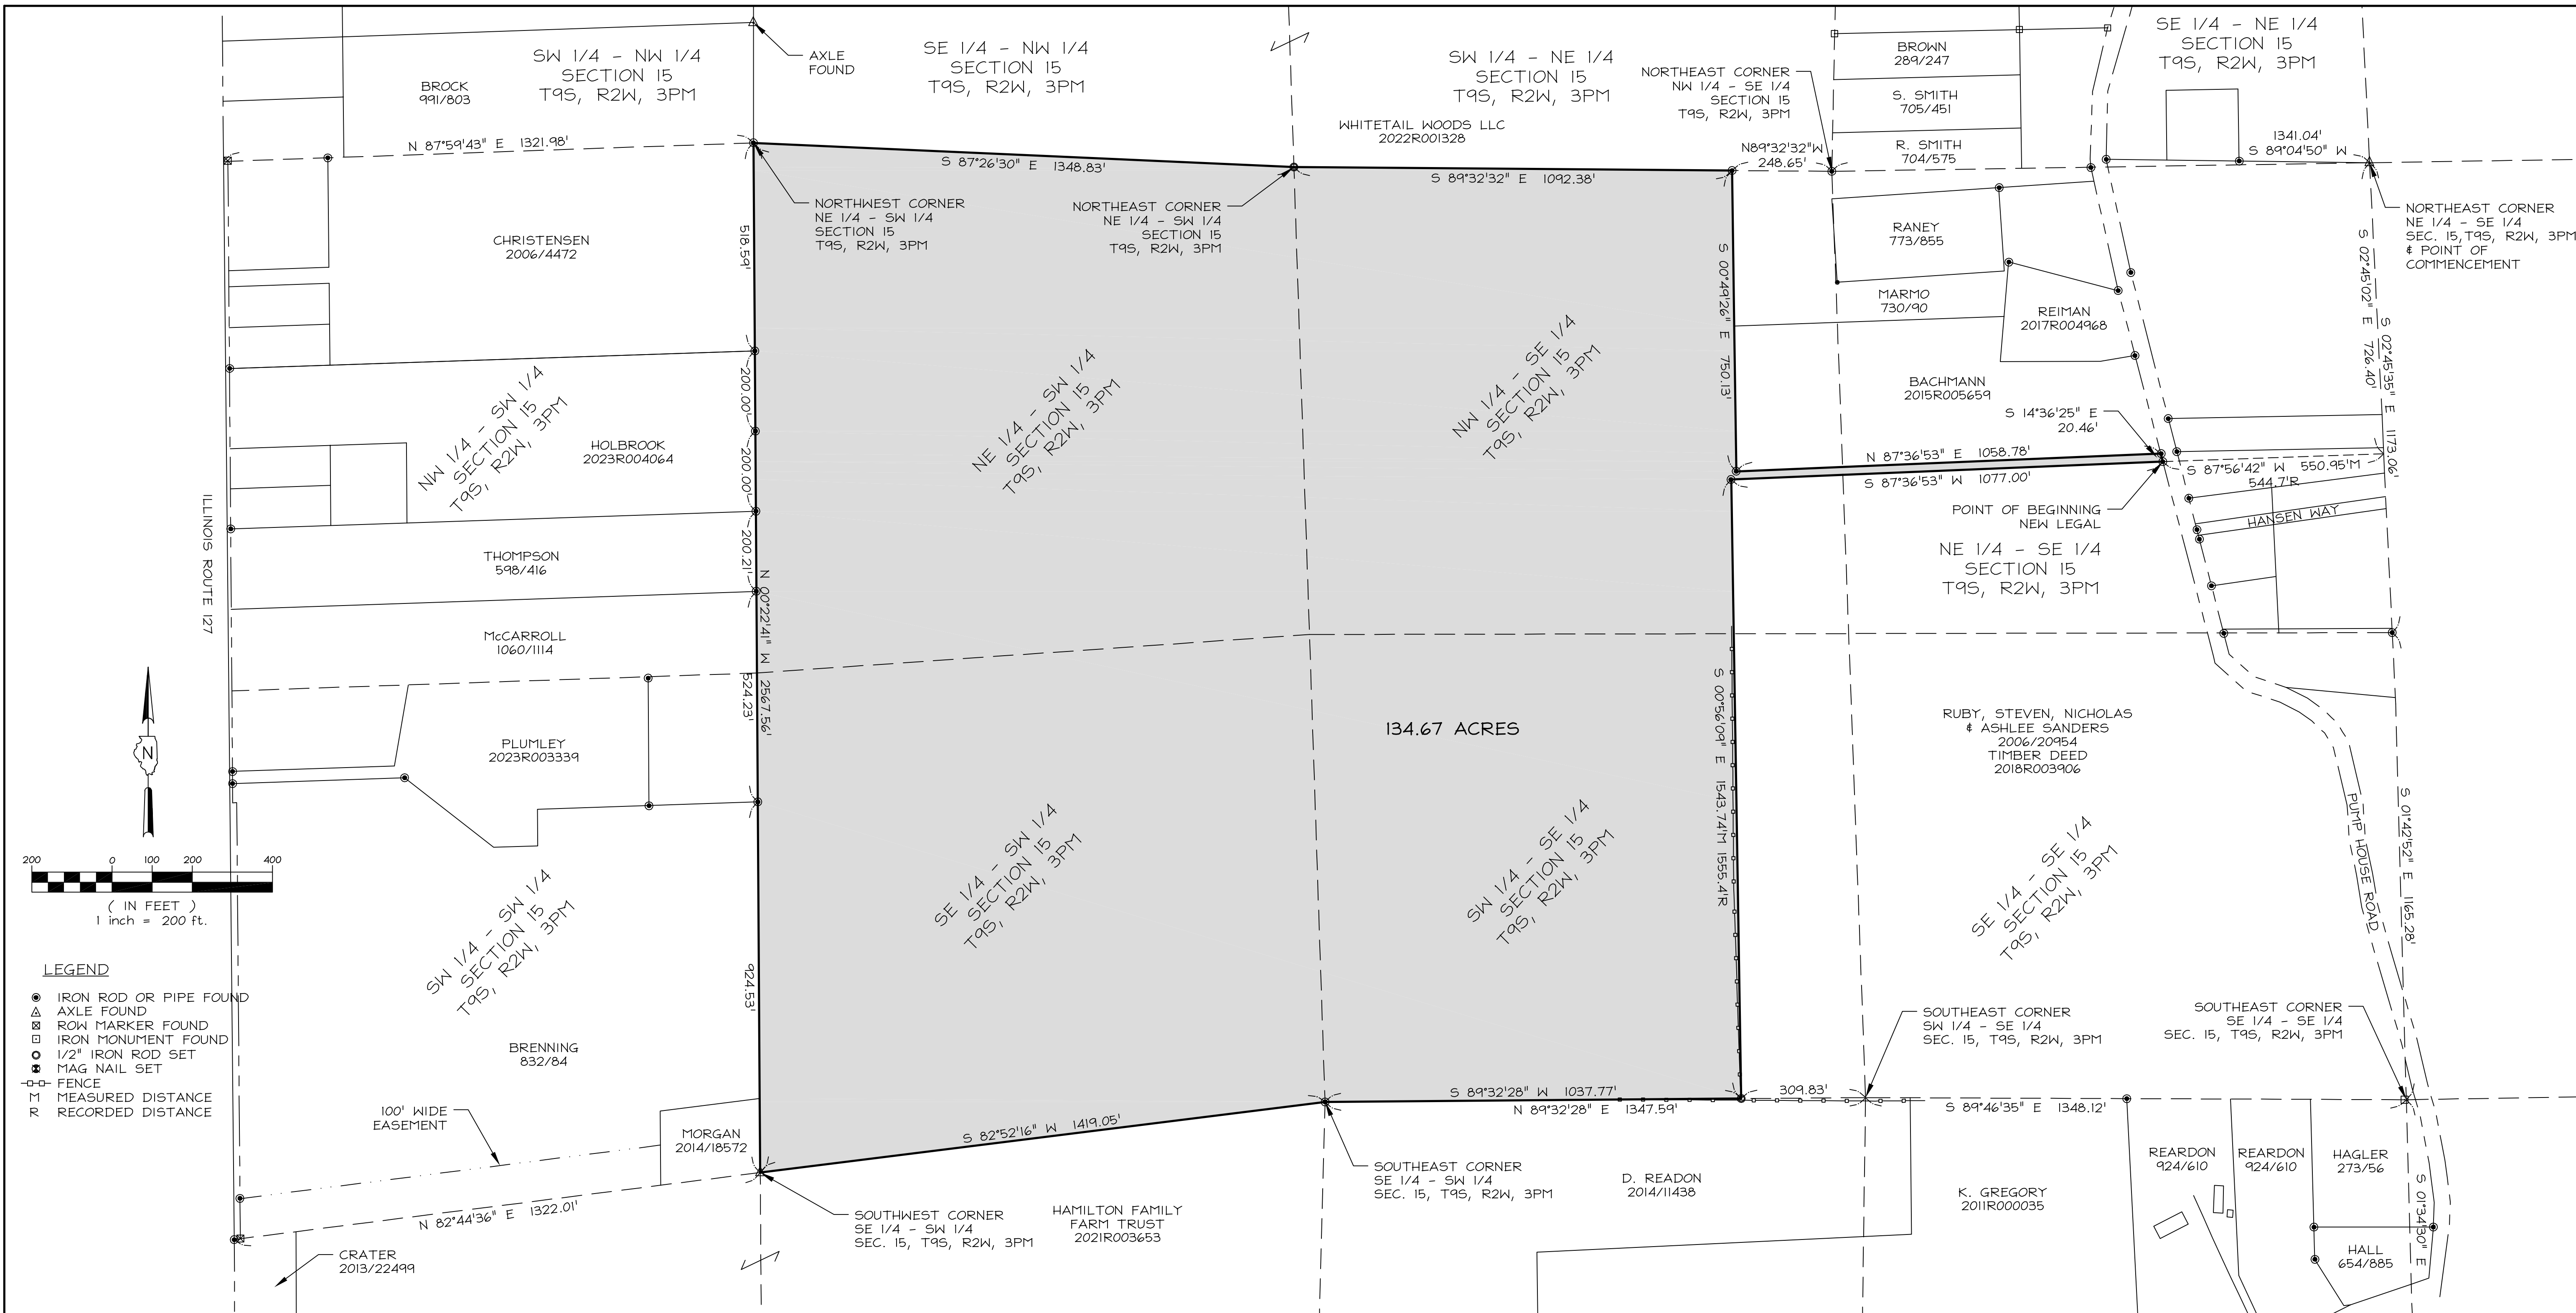 SW 1/4 - NW 1/4
SECTION 15
T9S, R2W, 3PM
AXLE
FOUND
SE 1/4 - NW 1/4
SECTION 15
T9S, R2W, 3PM
SW 1/4 - NE 1/4
SECTION 15
T9S, R2W, 3PM
SE 1/4 - NE 1/4
SECTION 15
T9S, R2W, 3PM
BROCK
991/803
BROWN
289/247
S. SMITH
705/451
R. SMITH
704/575
NORTHEAST CORNER
NW 1/4 - SE 1/4
SECTION 15
T9S, R2W, 3PM
WHITETAIL WOODS LLC
2022R001328
N 87°59'43" E 1321.98'
S 87°26'30" E 1348.83'
S 89°32'32" E 1092.38'
N89°32'32"W
248.65'
1341.04'
S 89°04'50" W
NORTHWEST CORNER
NE 1/4 - SW 1/4
SECTION 15
T9S, R2W, 3PM
NORTHEAST CORNER
NE 1/4 - SW 1/4
SECTION 15
T9S, R2W, 3PM
NORTHEAST CORNER
NE 1/4 - SE 1/4
SEC. 15,T9S, R2W, 3PM
& POINT OF
COMMENCEMENT
CHRISTENSEN
2006/4472
518.59'
S 00°49'26" E 750.13'
RANEY
773/855
MARMO
730/90
REIMAN
2017R004968
S 02°45'02" E 726.40'
S 02°45'35" E 1173.06'
BACHMANN
2015R005659
S 14°36'25" E
20.46'
NW 1/4 - SW 1/4
SECTION 15
T9S, R2W, 3PM
HOLBROOK
2023R004064
200.00'
200.00'
200.21'
NE 1/4 - SW 1/4
SECTION 15
T9S, R2W, 3PM
NW 1/4 - SE 1/4
SECTION 15
T9S, R2W, 3PM
N 87°36'53" E 1058.78'
S 87°36'53" W 1077.00'
S 87°56'42" W 550.95'M
544.7'R
POINT OF BEGINNING
NEW LEGAL
HANSEN WAY
NE 1/4 - SE 1/4
SECTION 15
T9S, R2W, 3PM
ILLINOIS ROUTE 127
THOMPSON
598/416
McCARROLL
1060/1114
N 00°22'41" W 2567.56'
524.23'
PLUMLEY
2023R003339
134.67 ACRES
S 00°56'09" E 1543.74'M 1555.4'R
RUBY, STEVEN, NICHOLAS
& ASHLEE SANDERS
2006/20954
TIMBER DEED
2018R003906
PUMP HOUSE ROAD
S 01°42'52" E 1165.28'
N
200 0 100 200 400
( IN FEET )
1 inch = 200 ft.
SW 1/4 - SW 1/4
SECTION 15
T9S, R2W, 3PM
SE 1/4 - SW 1/4
SECTION 15
T9S, R2W, 3PM
SW 1/4 - SE 1/4
SECTION 15
T9S, R2W, 3PM
SE 1/4 - SE 1/4
SECTION 15
T9S, R2W, 3PM
924.53'
LEGEND
IRON ROD OR PIPE FOUND
AXLE FOUND
ROW MARKER FOUND
IRON MONUMENT FOUND
1/2" IRON ROD SET
MAG NAIL SET
FENCE
M MEASURED DISTANCE
R RECORDED DISTANCE
BRENNING
832/84
100' WIDE
EASEMENT
MORGAN
2014/18572
SOUTHEAST CORNER
SW 1/4 - SE 1/4
SEC. 15, T9S, R2W, 3PM
SOUTHEAST CORNER
SE 1/4 - SE 1/4
SEC. 15, T9S, R2W, 3PM
S 82°52'16" W 1419.05'
S 89°32'28" W 1037.77'
N 89°32'28" E 1347.59'
309.83'
S 89°46'35" E 1348.12'
N 82°44'36" E 1322.01'
SOUTHWEST CORNER
SE 1/4 - SW 1/4
SEC. 15, T9S, R2W, 3PM
HAMILTON FAMILY
FARM TRUST
2021R003653
SOUTHEAST CORNER
SE 1/4 - SW 1/4
SEC. 15, T9S, R2W, 3PM
D. READON
2014/11438
K. GREGORY
2011R000035
REARDON
924/610
REARDON
924/610
HAGLER
273/56
S 01°34'30" E
HALL
654/885
CRATER
2013/22499